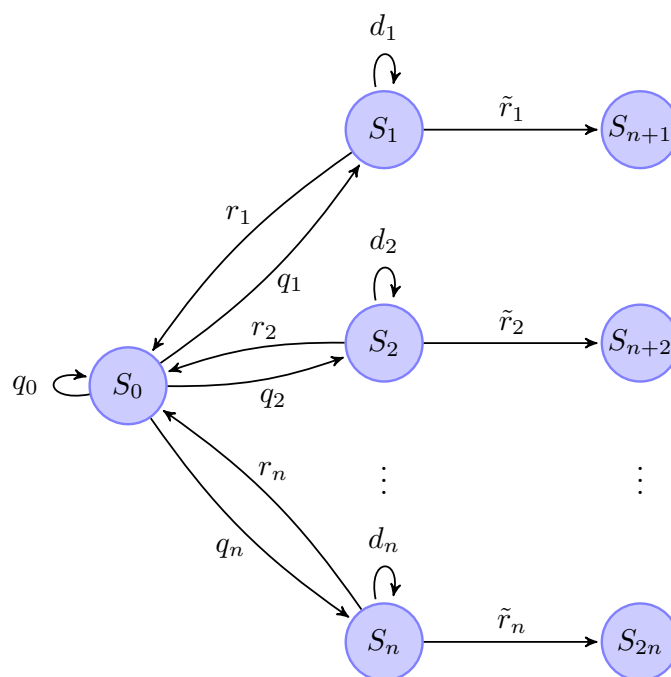 d₁
S₁
r̃₁
Sₙ₊₁
r₁
q₁
d₂
r₂
S₂
r̃₂
Sₙ₊₂
q₀
S₀
q₂
rₙ
⋮
⋮
qₙ
dₙ
Sₙ
r̃ₙ
S₂ₙ